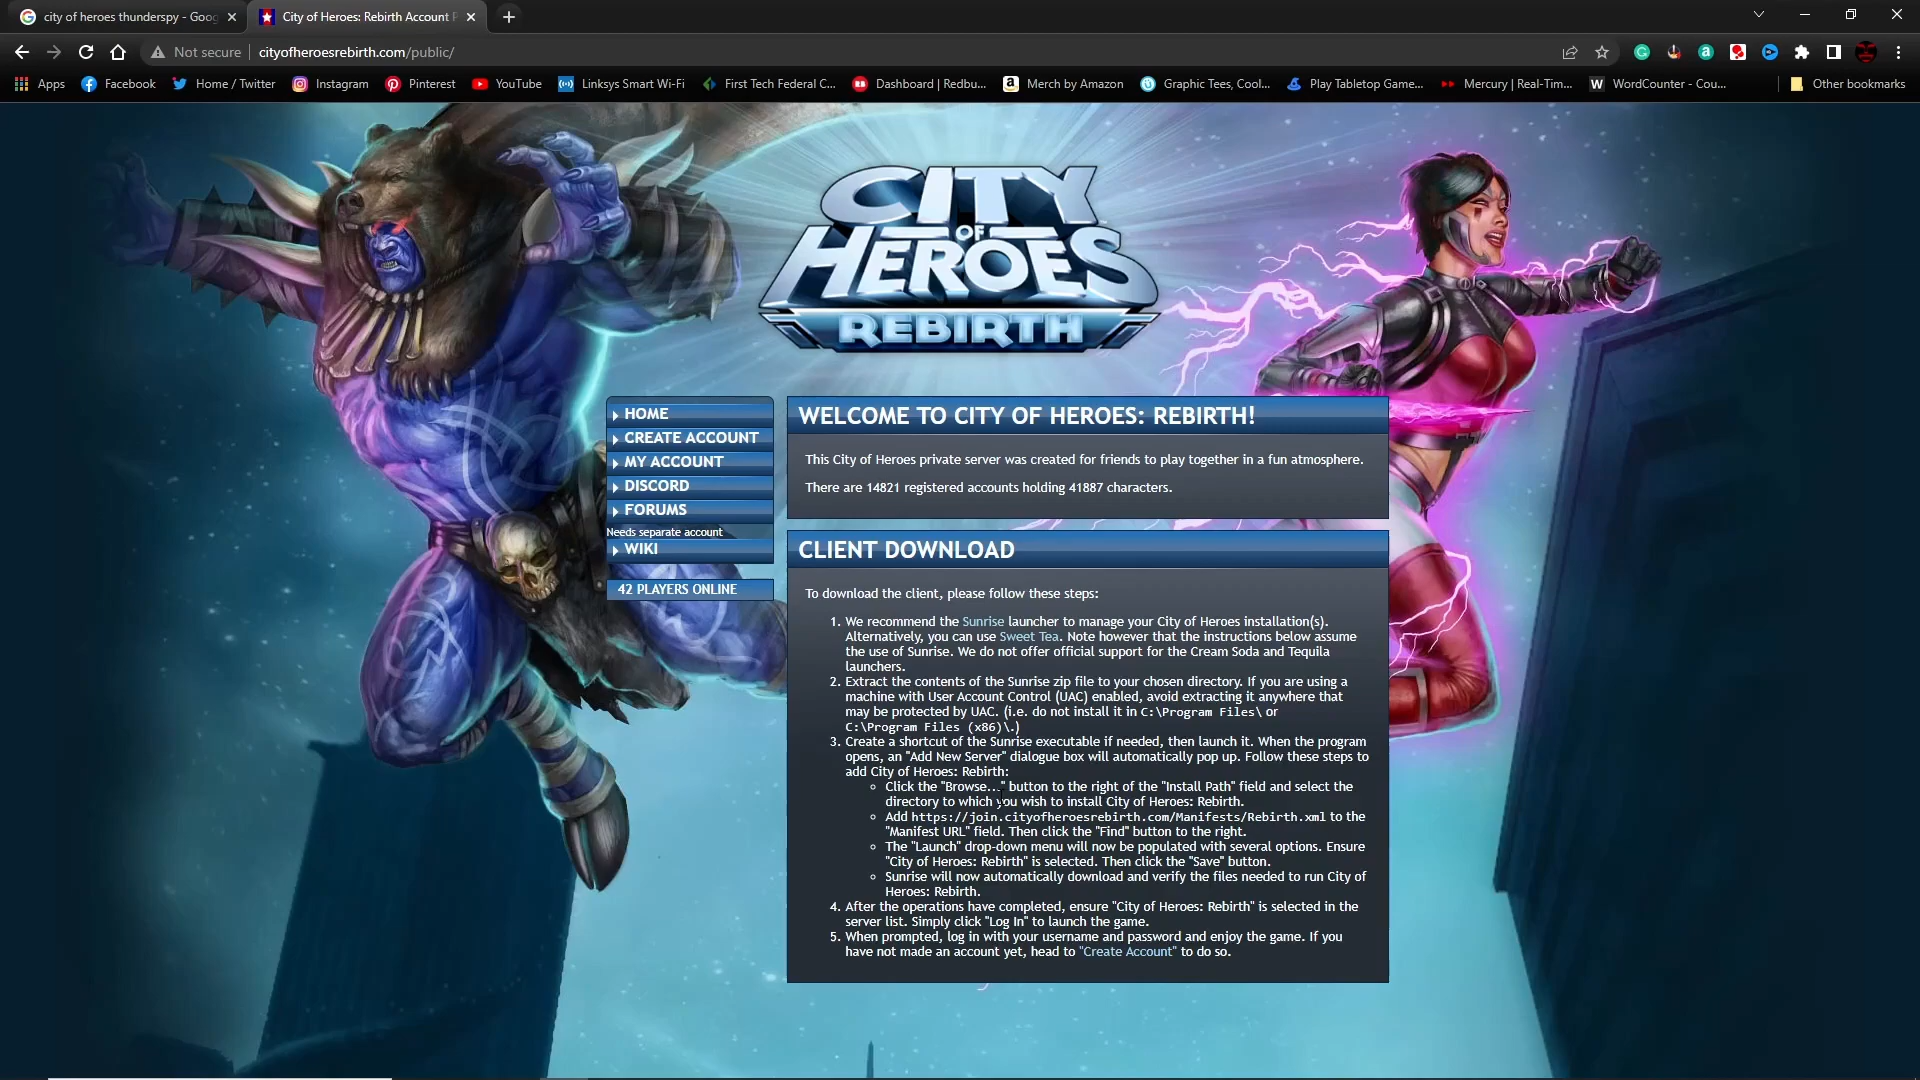 city of heroes thunderspy - Goog
City of Heroes: Rebirth Account P
Not secure
cityofheroesrebirth.com/public/
Apps
Facebook
Home / Twitter
Instagram
Pinterest
YouTube
Linksys Smart Wi-Fi
First Tech Federal C...
Dashboard | Redbu...
Merch by Amazon
Graphic Tees, Cool...
Play Tabletop Game...
Mercury | Real-Tim...
W
WordCounter - Cou...
Other bookmarks
CITY
OF
HEROES
REBIRTH
HOME
CREATE ACCOUNT
MY ACCOUNT
DISCORD
FORUMS
Needs separate account
WIKI
42 PLAYERS ONLINE
WELCOME TO CITY OF HEROES: REBIRTH!
This City of Heroes private server was created for friends to play together in a fun atmosphere.
There are 14821 registered accounts holding 41887 characters.
CLIENT DOWNLOAD
To download the client, please follow these steps:
1. We recommend the Sunrise launcher to manage your City of Heroes installation(s).
Alternatively, you can use Sweet Tea. Note however that the instructions below assume
the use of Sunrise. We do not offer official support for the Cream Soda and Tequila
launchers.
2. Extract the contents of the Sunrise zip file to your chosen directory. If you are using a
machine with User Account Control (UAC) enabled, avoid extracting it anywhere that
may be protected by UAC. (i.e. do not install it in C:\Program Files\ or
C:\Program Files (x86)\.)
3. Create a shortcut of the Sunrise executable if needed, then launch it. When the program
opens, an "Add New Server" dialogue box will automatically pop up. Follow these steps to
add City of Heroes: Rebirth:
Click the "Browse..." button to the right of the "Install Path" field and select the
directory to which you wish to install City of Heroes: Rebirth.
Add https://join.cityofheroesrebirth.com/Manifests/Rebirth.xml to the
"Manifest URL" field. Then click the "Find" button to the right.
The "Launch" drop-down menu will now be populated with several options. Ensure
"City of Heroes: Rebirth" is selected. Then click the "Save" button.
Sunrise will now automatically download and verify the files needed to run City of
Heroes: Rebirth.
4. After the operations have completed, ensure "City of Heroes: Rebirth" is selected in the
server list. Simply click "Log In" to launch the game.
5. When prompted, log in with your username and password and enjoy the game. If you
have not made an account yet, head to "Create Account" to do so.